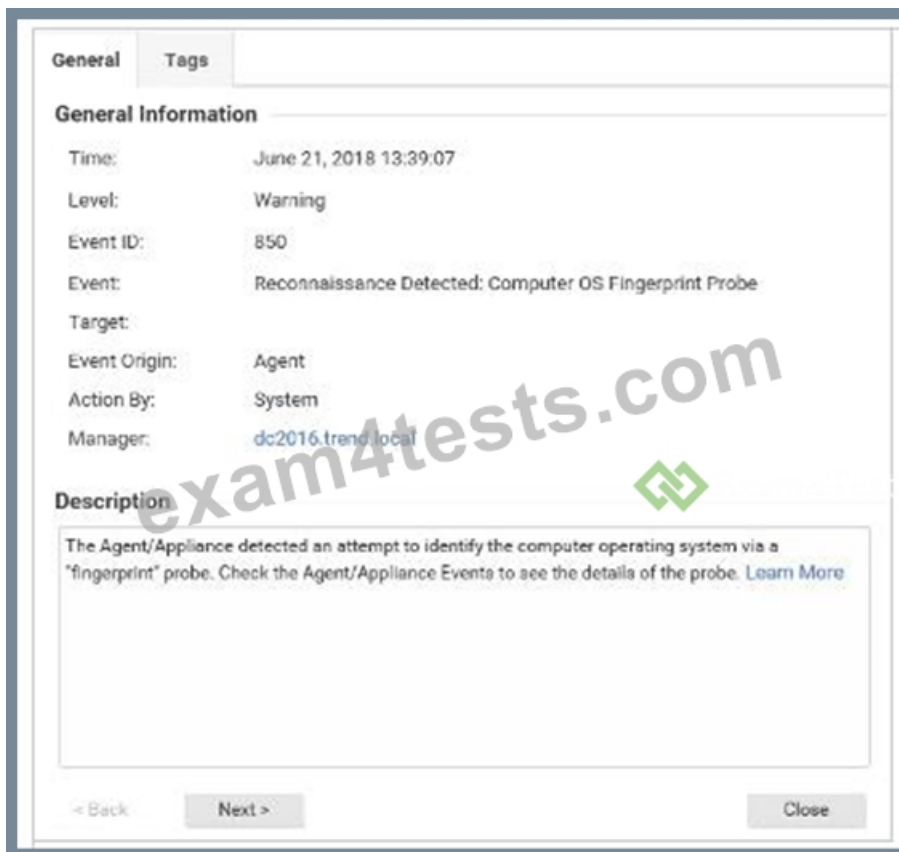 General Tags
General Information
Time: June 21, 2018 13:39:07
Level: Warning
Event ID: 850
Event: Reconnaissance Detected: Computer OS Fingerprint Probe
Target:
Event Origin: Agent
Action By: System
Manager: dc2016.trend.local
exam4tests.com
Description
The Agent/Appliance detected an attempt to identify the computer operating system via a
"fingerprint" probe. Check the Agent/Appliance Events to see the details of the probe. Learn More
< Back Next > Close